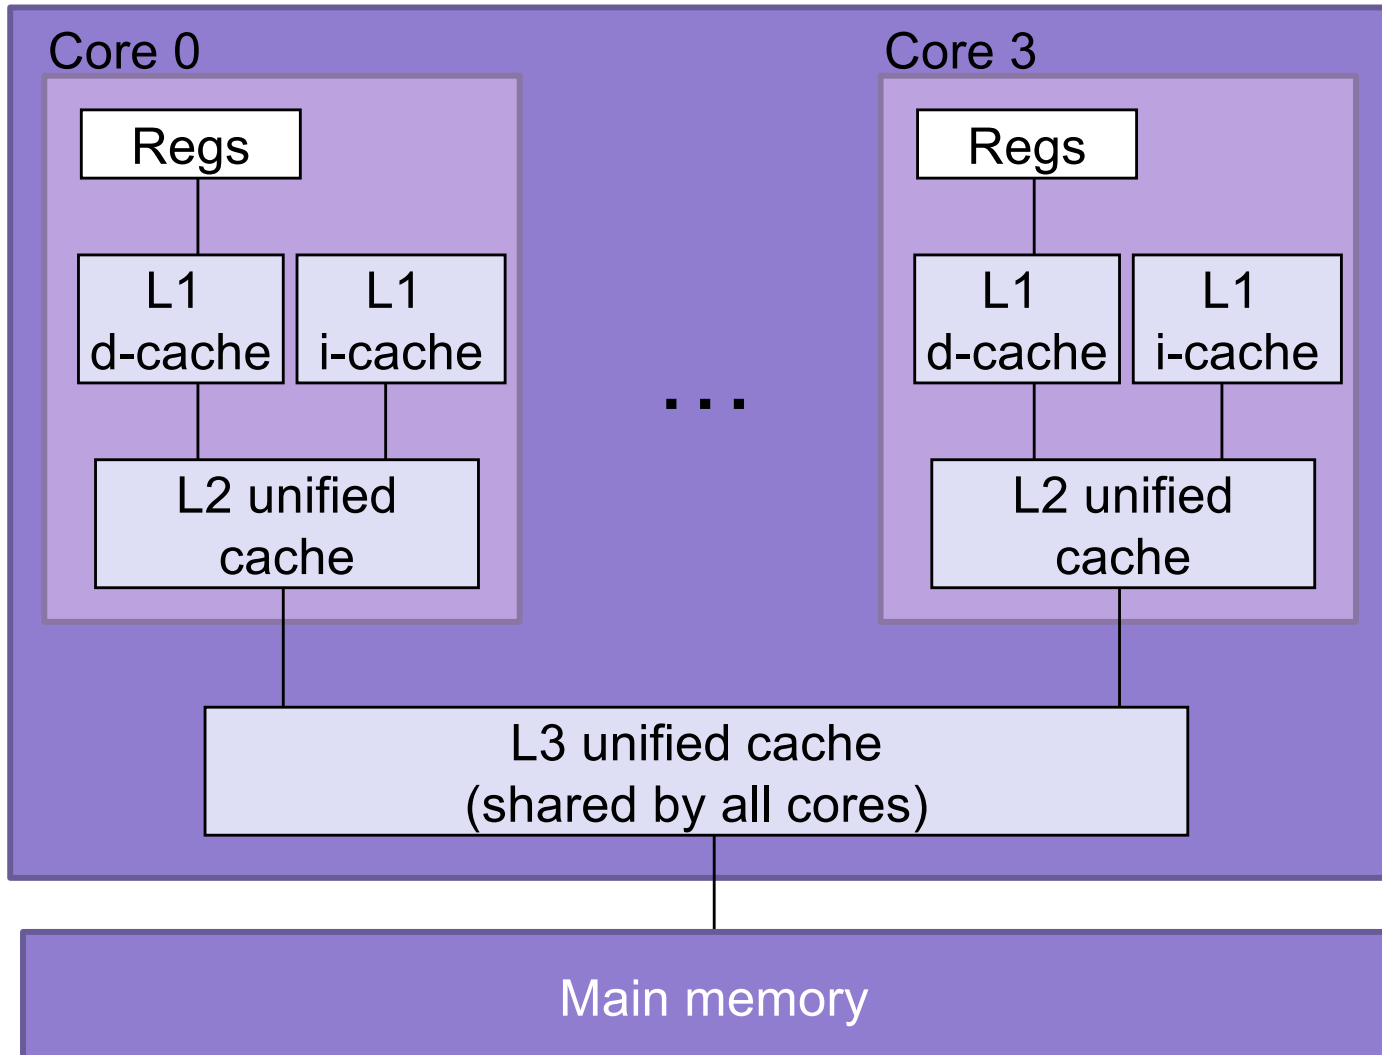 Core 0
Regs
L1
d-cache
L1
i-cache
L2 unified
cache
...
Core 3
Regs
L1
d-cache
L1
i-cache
L2 unified
cache
L3 unified cache
(shared by all cores)
Main memory